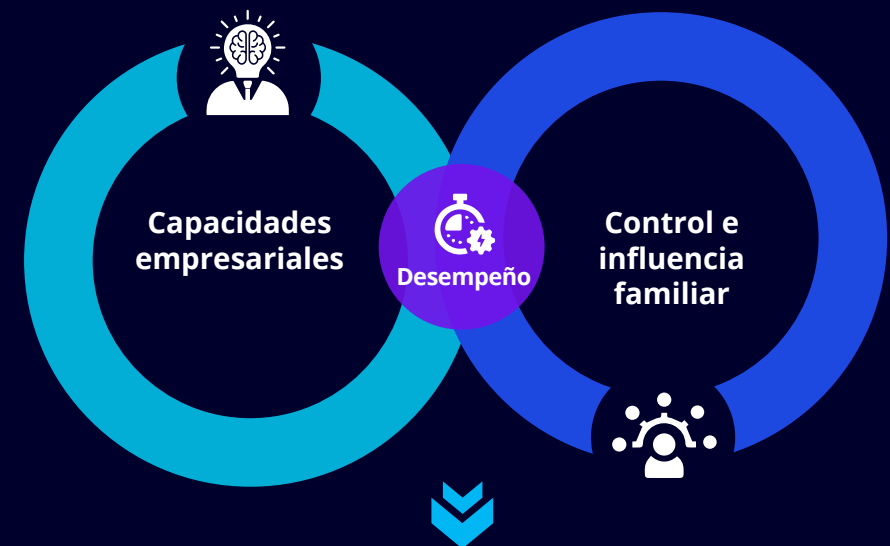 Capacidades
empresariales
Desempeño
Control e
influencia
familiar